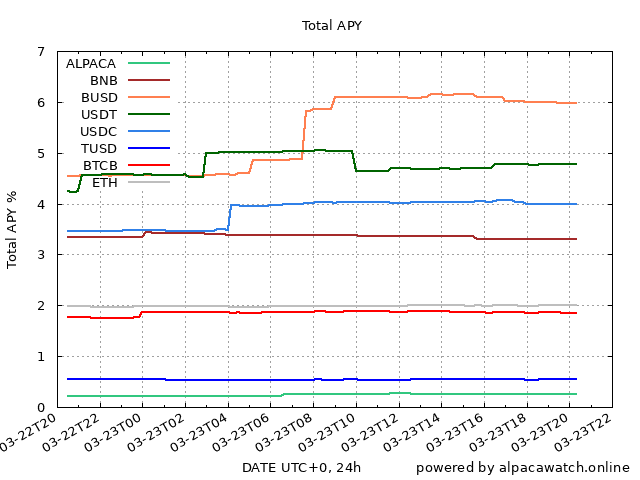 Total APY
Total APY %
7
6
5
4
3
2
1
0
ALPACA
BNB
BUSD
USDT
USDC
TUSD
BTCB
ETH
03-22T20
03-22T22
03-23T00
03-23T02
03-23T04
03-23T06
03-23T08
03-23T10
03-23T12
03-23T14
03-23T16
03-23T18
03-23T20
03-23T22
DATE UTC+0, 24h
powered by alpacawatch.online